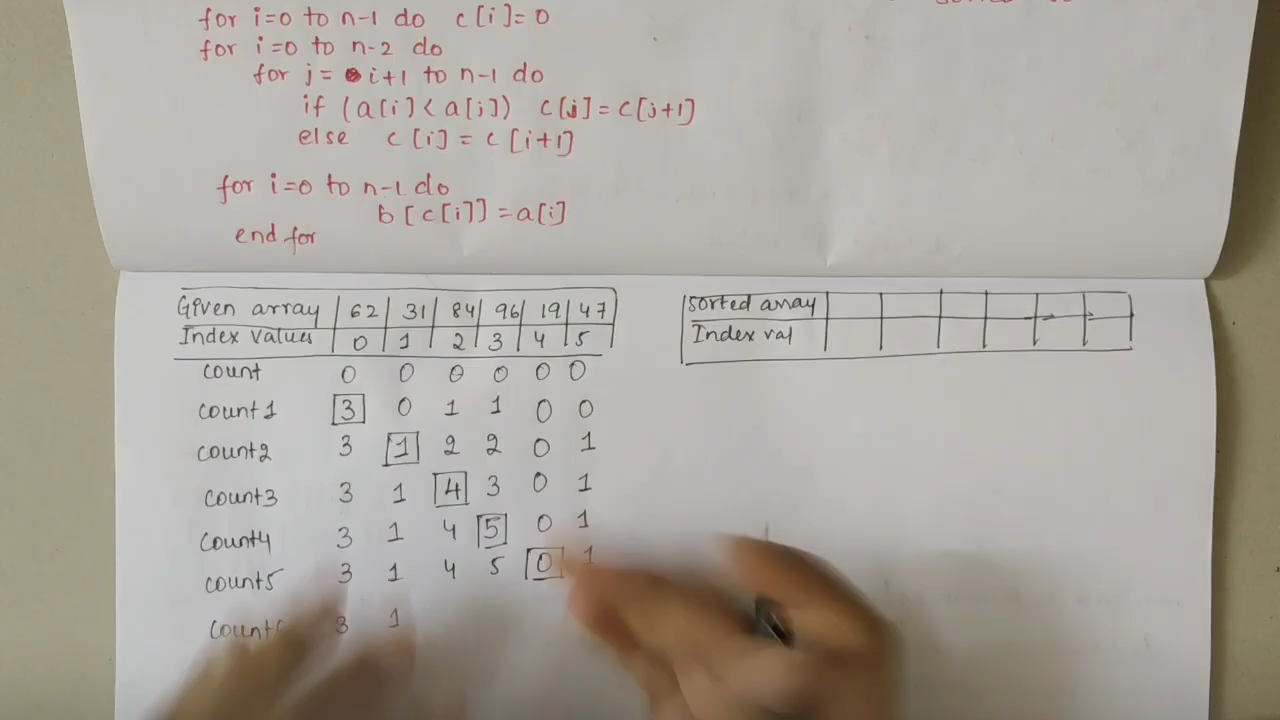 for i=0 to n-1 do c[i]=0
for i=0 to n-2 do
for j= i+1 to n-1 do
if (a[i]<a[j]) c[j]=c[j+1]
else c[i]=c[i+1]
for i=0 to n-1 do
b[c[i]]=a[i]
end for
Given array 62 31 84 96 19 47
Index values 0 1 2 3 4 5
count 0 0 0 0 0 0
count1 3 0 1 1 0 0
count2 3 1 2 2 0 1
count3 3 1 4 3 0 1
count4 3 1 4 5 0 1
count5 3 1 4 5 0 1
3 1
Sorted array
Index val